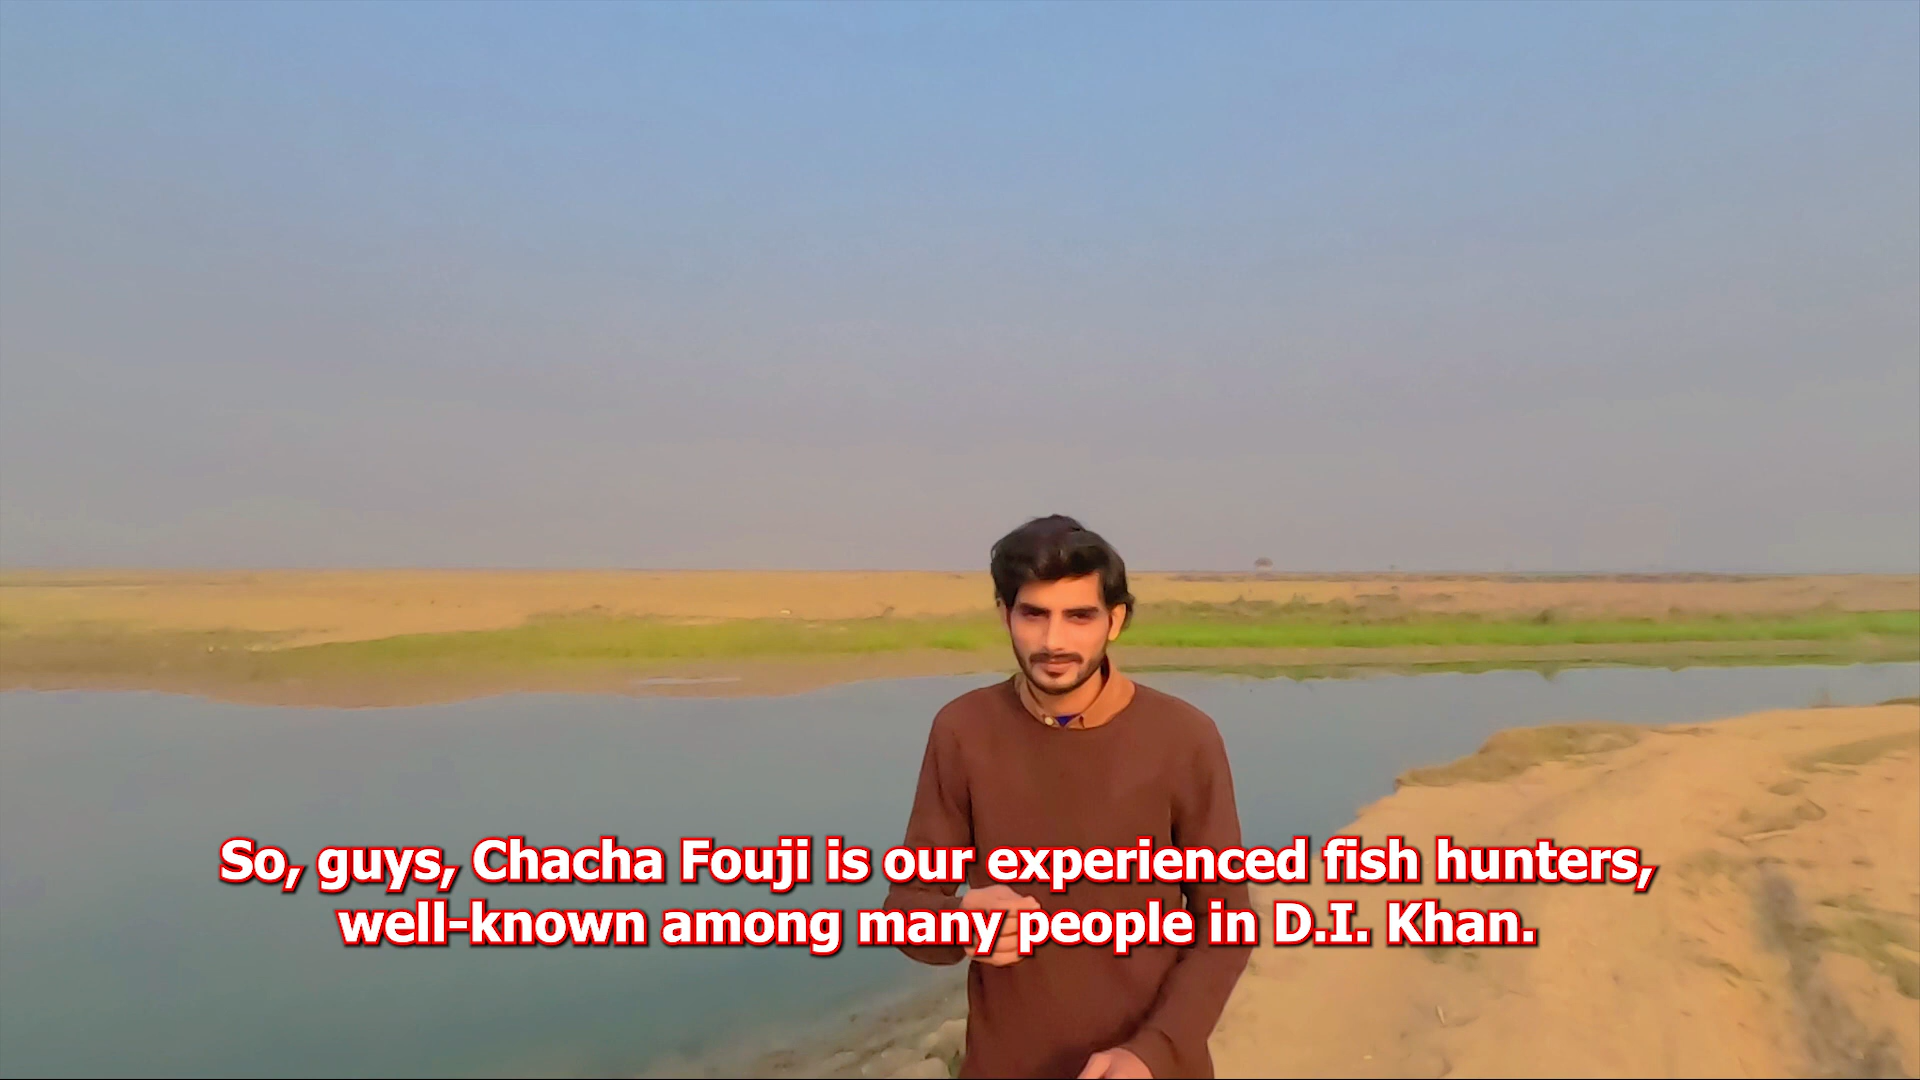 So, guys, Chacha Fouji is our experienced fish hunters,
well-known among many people in D.I. Khan.